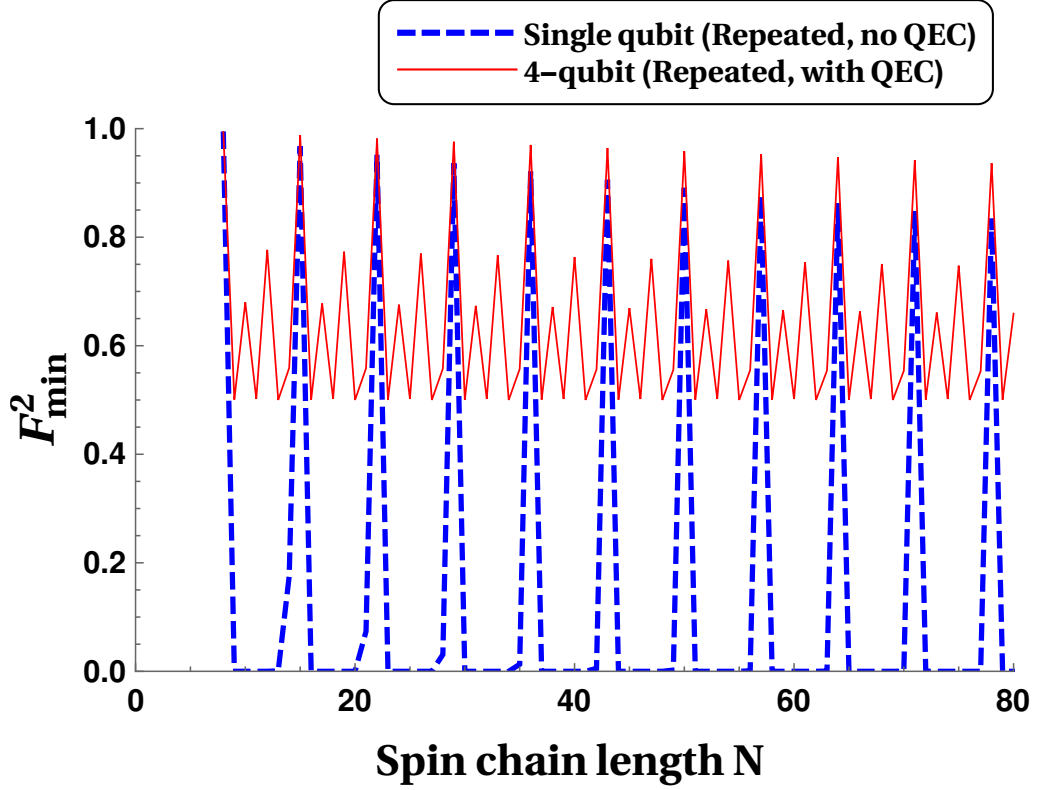 Single qubit (Repeated, no QEC)
4−qubit (Repeated, with QEC)
1.0
0.8
0.6
0.4
0.2
0.0
F²min
0
20
40
60
80
Spin chain length N